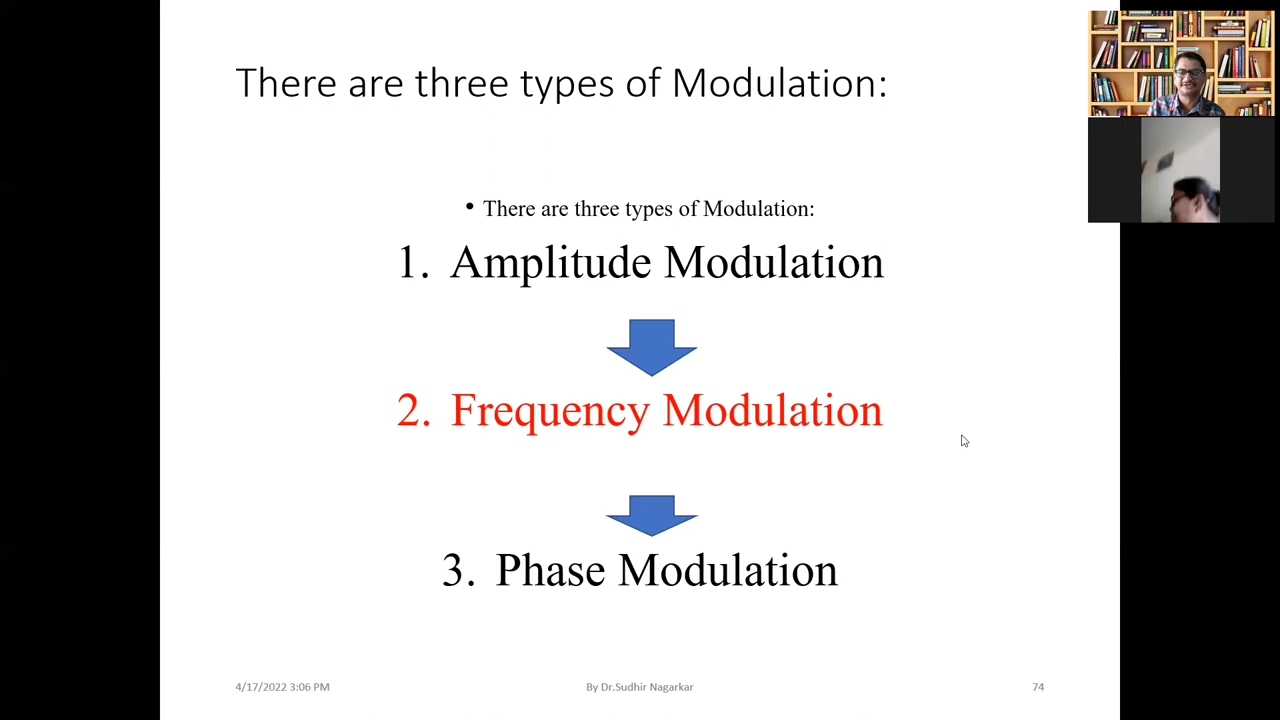 There are three types of Modulation:
• There are three types of Modulation:
1. Amplitude Modulation
2. Frequency Modulation
3. Phase Modulation
4/17/2022 3:06 PM
By Dr.Sudhir Nagarkar
74